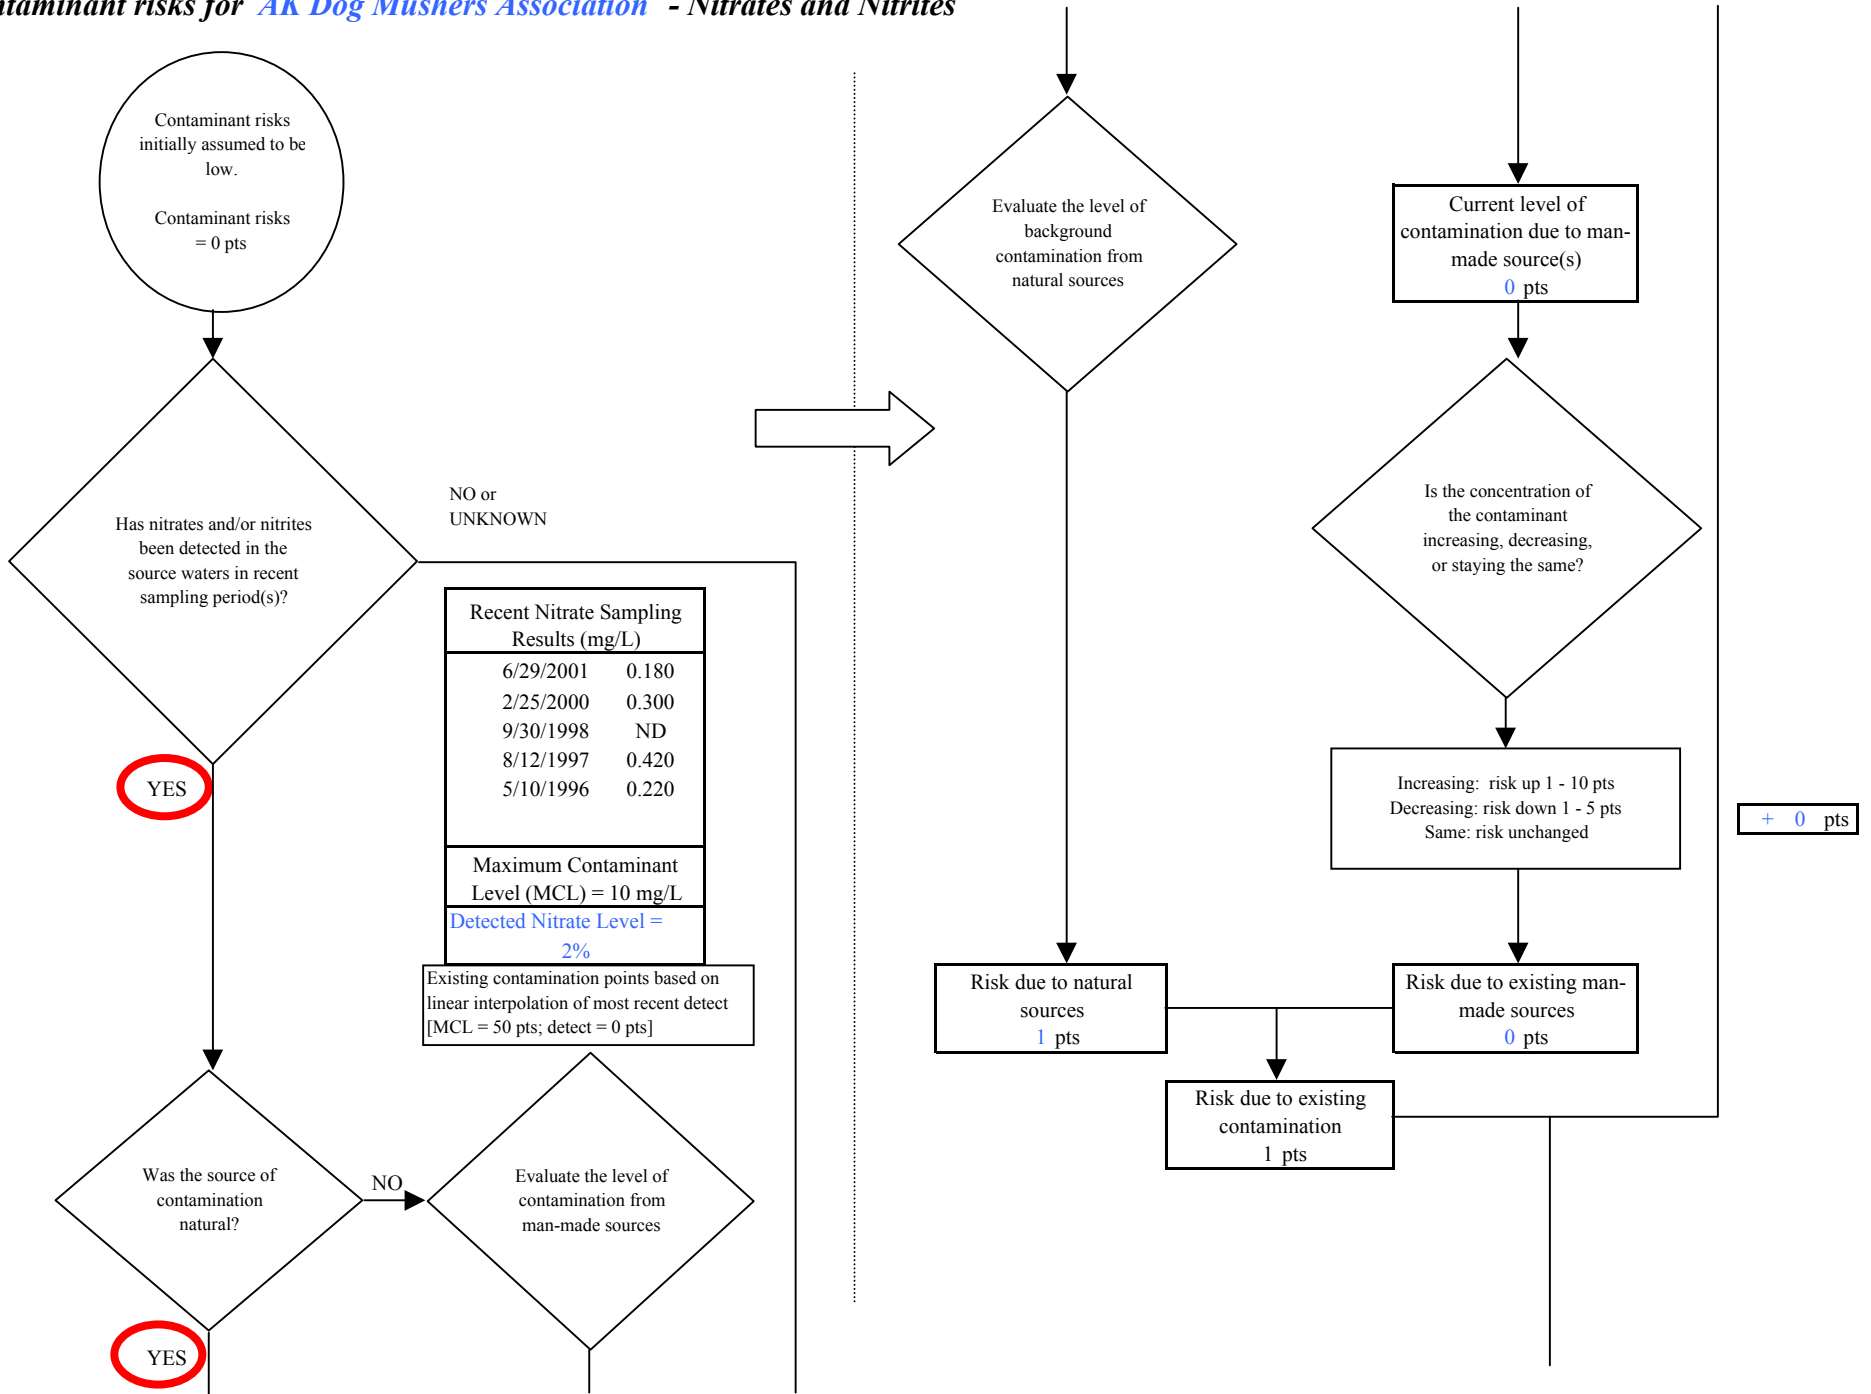 ntaminant risks for AK Dog Mushers Association - Nitrates and Nitrites
Contaminant risks
initially assumed to be
low.
Contaminant risks
= 0 pts
Has nitrates and/or nitrites
been detected in the
source waters in recent
sampling period(s)?
NO or
UNKNOWN
YES
Recent Nitrate Sampling
Results (mg/L)
6/29/2001 0.180
2/25/2000 0.300
9/30/1998 ND
8/12/1997 0.420
5/10/1996 0.220
Maximum Contaminant
Level (MCL) = 10 mg/L
Detected Nitrate Level =
2%
Existing contamination points based on
linear interpolation of most recent detect
[MCL = 50 pts; detect = 0 pts]
Was the source of
contamination
natural?
NO
Evaluate the level of
contamination from
man-made sources
YES
Evaluate the level of
background
contamination from
natural sources
Current level of
contamination due to man-
made source(s)
0 pts
Is the concentration of
the contaminant
increasing, decreasing,
or staying the same?
Increasing: risk up 1 - 10 pts
Decreasing: risk down 1 - 5 pts
Same: risk unchanged
+ 0 pts
Risk due to natural
sources
1 pts
Risk due to existing man-
made sources
0 pts
Risk due to existing
contamination
1 pts